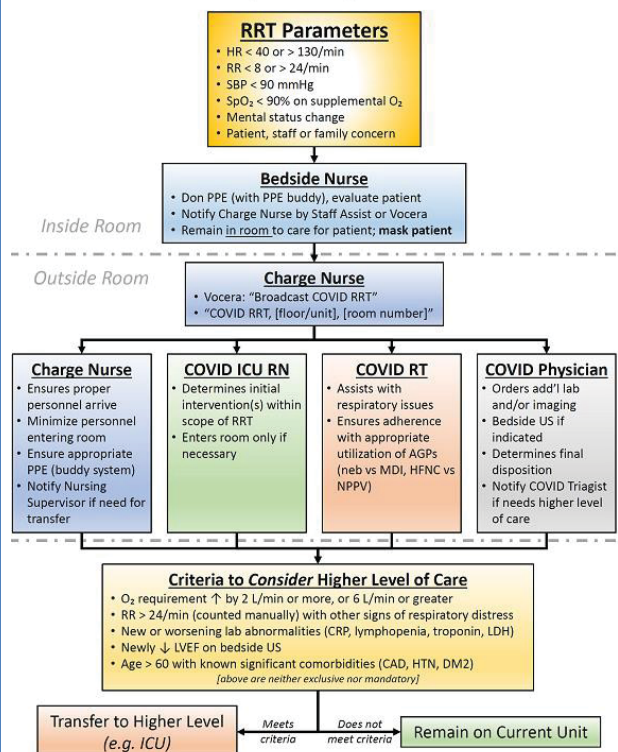 RRT Parameters
• HR < 40 or > 130/min
• RR < 8 or > 24/min
• SBP < 90 mmHg
• SpO₂ < 90% on supplemental O₂
• Mental status change
• Patient, staff or family concern
Bedside Nurse
• Don PPE (with PPE buddy), evaluate patient
• Notify Charge Nurse by Staff Assist or Vocera
• Remain in room to care for patient; mask patient
Inside Room
Outside Room
Charge Nurse
• Vocera: “Broadcast COVID RRT”
• “COVID RRT, [floor/unit], [room number]”
Charge Nurse
• Ensures proper
personnel arrive
• Minimize personnel
entering room
• Ensure appropriate
PPE (buddy system)
• Notify Nursing
Supervisor if need for
transfer
COVID ICU RN
• Determines initial
intervention(s) within
scope of RRT
• Enters room only if
necessary
COVID RT
• Assists with
respiratory issues
• Ensures adherence
with appropriate
utilization of AGPs
(neb vs MDI, HFNC vs
NPPV)
COVID Physician
• Orders add’l lab
and/or imaging
• Bedside US if
indicated
• Determines final
disposition
• Notify COVID Triagist
if needs higher level
of care
Criteria to Consider Higher Level of Care
• O₂ requirement ↑ by 2 L/min or more, or 6 L/min or greater
• RR > 24/min (counted manually) with other signs of respiratory distress
• New or worsening lab abnormalities (CRP, lymphopenia, troponin, LDH)
• Newly ↓ LVEF on bedside US
• Age > 60 with known significant comorbidities (CAD, HTN, DM2)
[above are neither exclusive nor mandatory]
Transfer to Higher Level
(e.g. ICU)
Meets
criteria
Does not
meet criteria
Remain on Current Unit